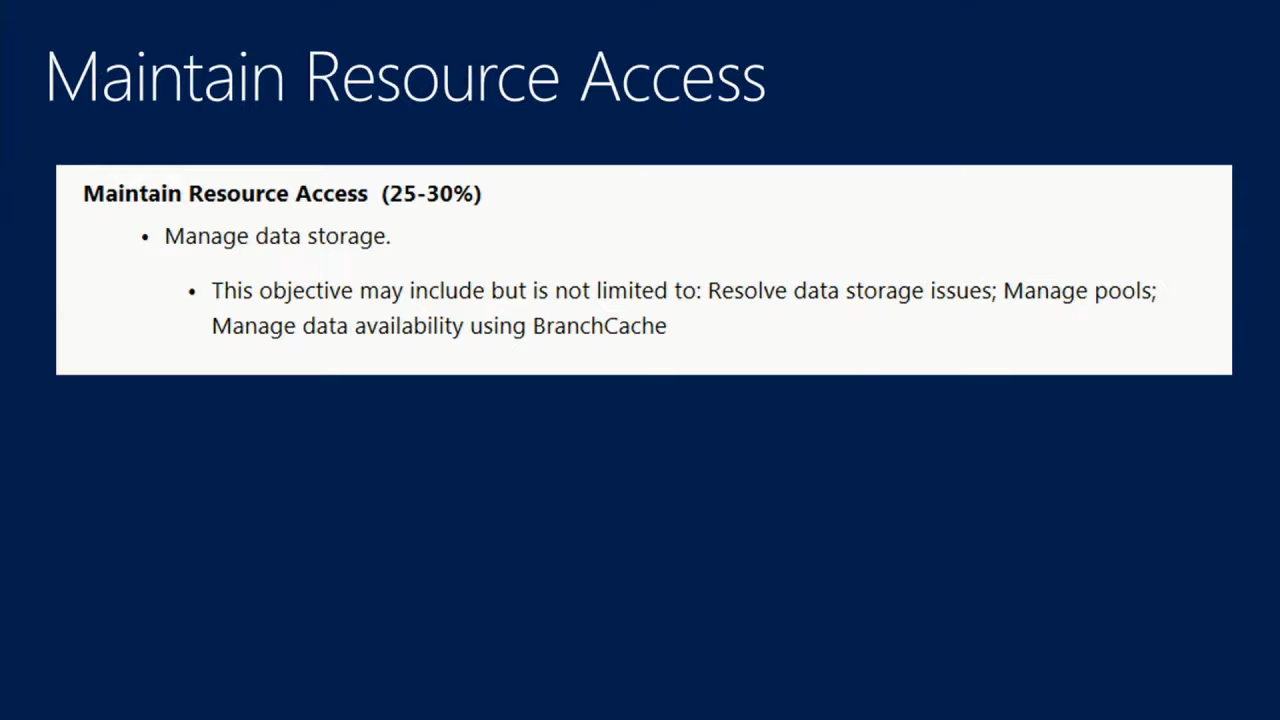 Maintain Resource Access
Maintain Resource Access (25-30%)
• Manage data storage.
• This objective may include but is not limited to: Resolve data storage issues; Manage pools;
Manage data availability using BranchCache